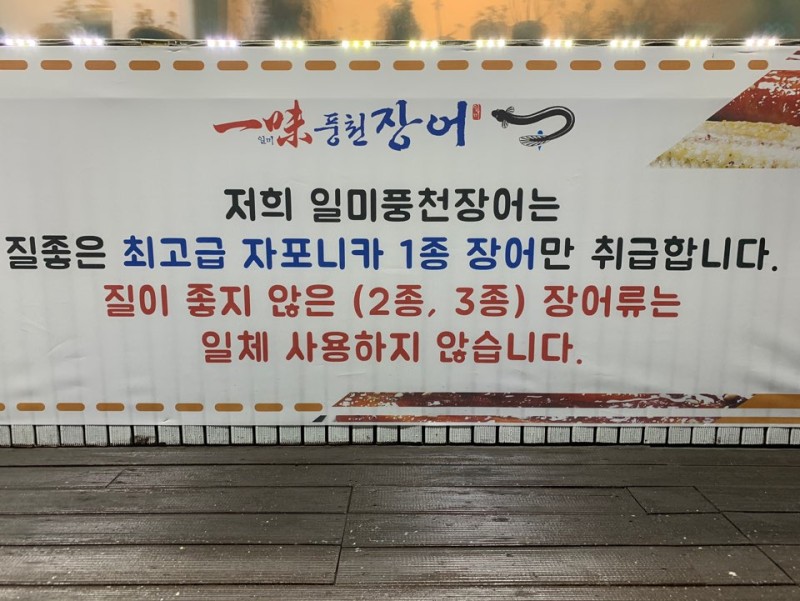 一味 풍천장어
일미
저희 일미풍천장어는
질좋은 최고급 자포니카 1종 장어만 취급합니다.
질이 좋지 않은 (2종, 3종) 장어류는
일체 사용하지 않습니다.